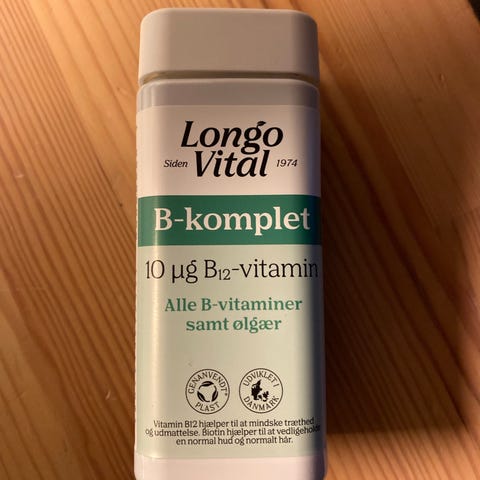 Longo
Siden Vital 1974
B-komplet
10 µg B₁₂-vitamin
Alle B-vitaminer
samt ølgær
GENANVENDT*
PLAST
UDVIKLET I
DANMARK
Vitamin B12 hjælper til at mindske træthed
og udmattelse. Biotin hjælper til at vedligeholde
en normal hud og normalt hår.